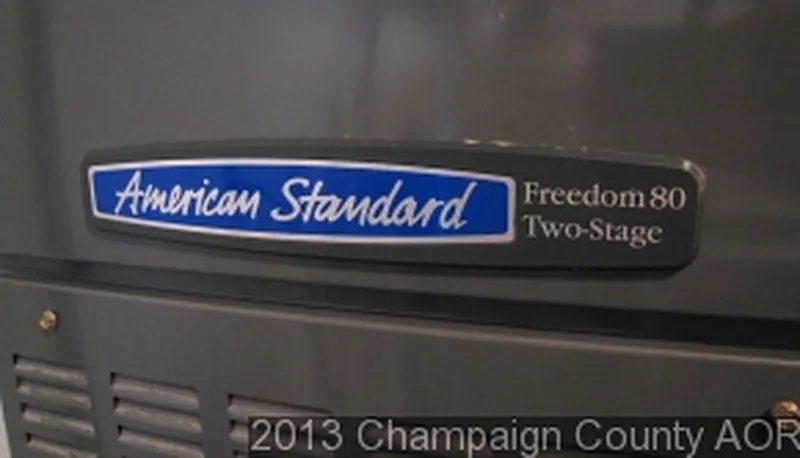 American Standard
Freedom 80
Two-Stage
2013 Champaign County AOR